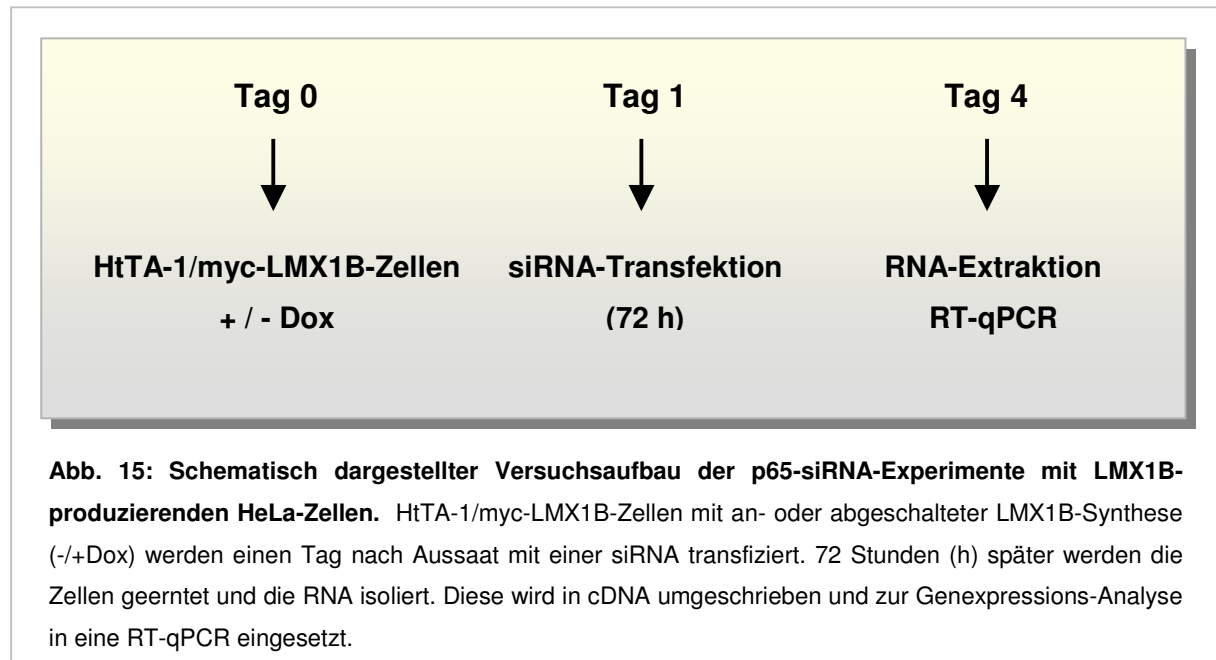 Tag 0 Tag 1 Tag 4
HtTA-1/myc-LMX1B-Zellen siRNA-Transfektion RNA-Extraktion
+ / - Dox (72 h) RT-qPCR
Abb. 15: Schematisch dargestellter Versuchsaufbau der p65-siRNA-Experimente mit LMX1B-
produzierenden HeLa-Zellen. HtTA-1/myc-LMX1B-Zellen mit an- oder abgeschalteter LMX1B-Synthese
(-/+Dox) werden einen Tag nach Aussaat mit einer siRNA transfiziert. 72 Stunden (h) später werden die
Zellen geerntet und die RNA isoliert. Diese wird in cDNA umgeschrieben und zur Genexpressions-Analyse
in eine RT-qPCR eingesetzt.